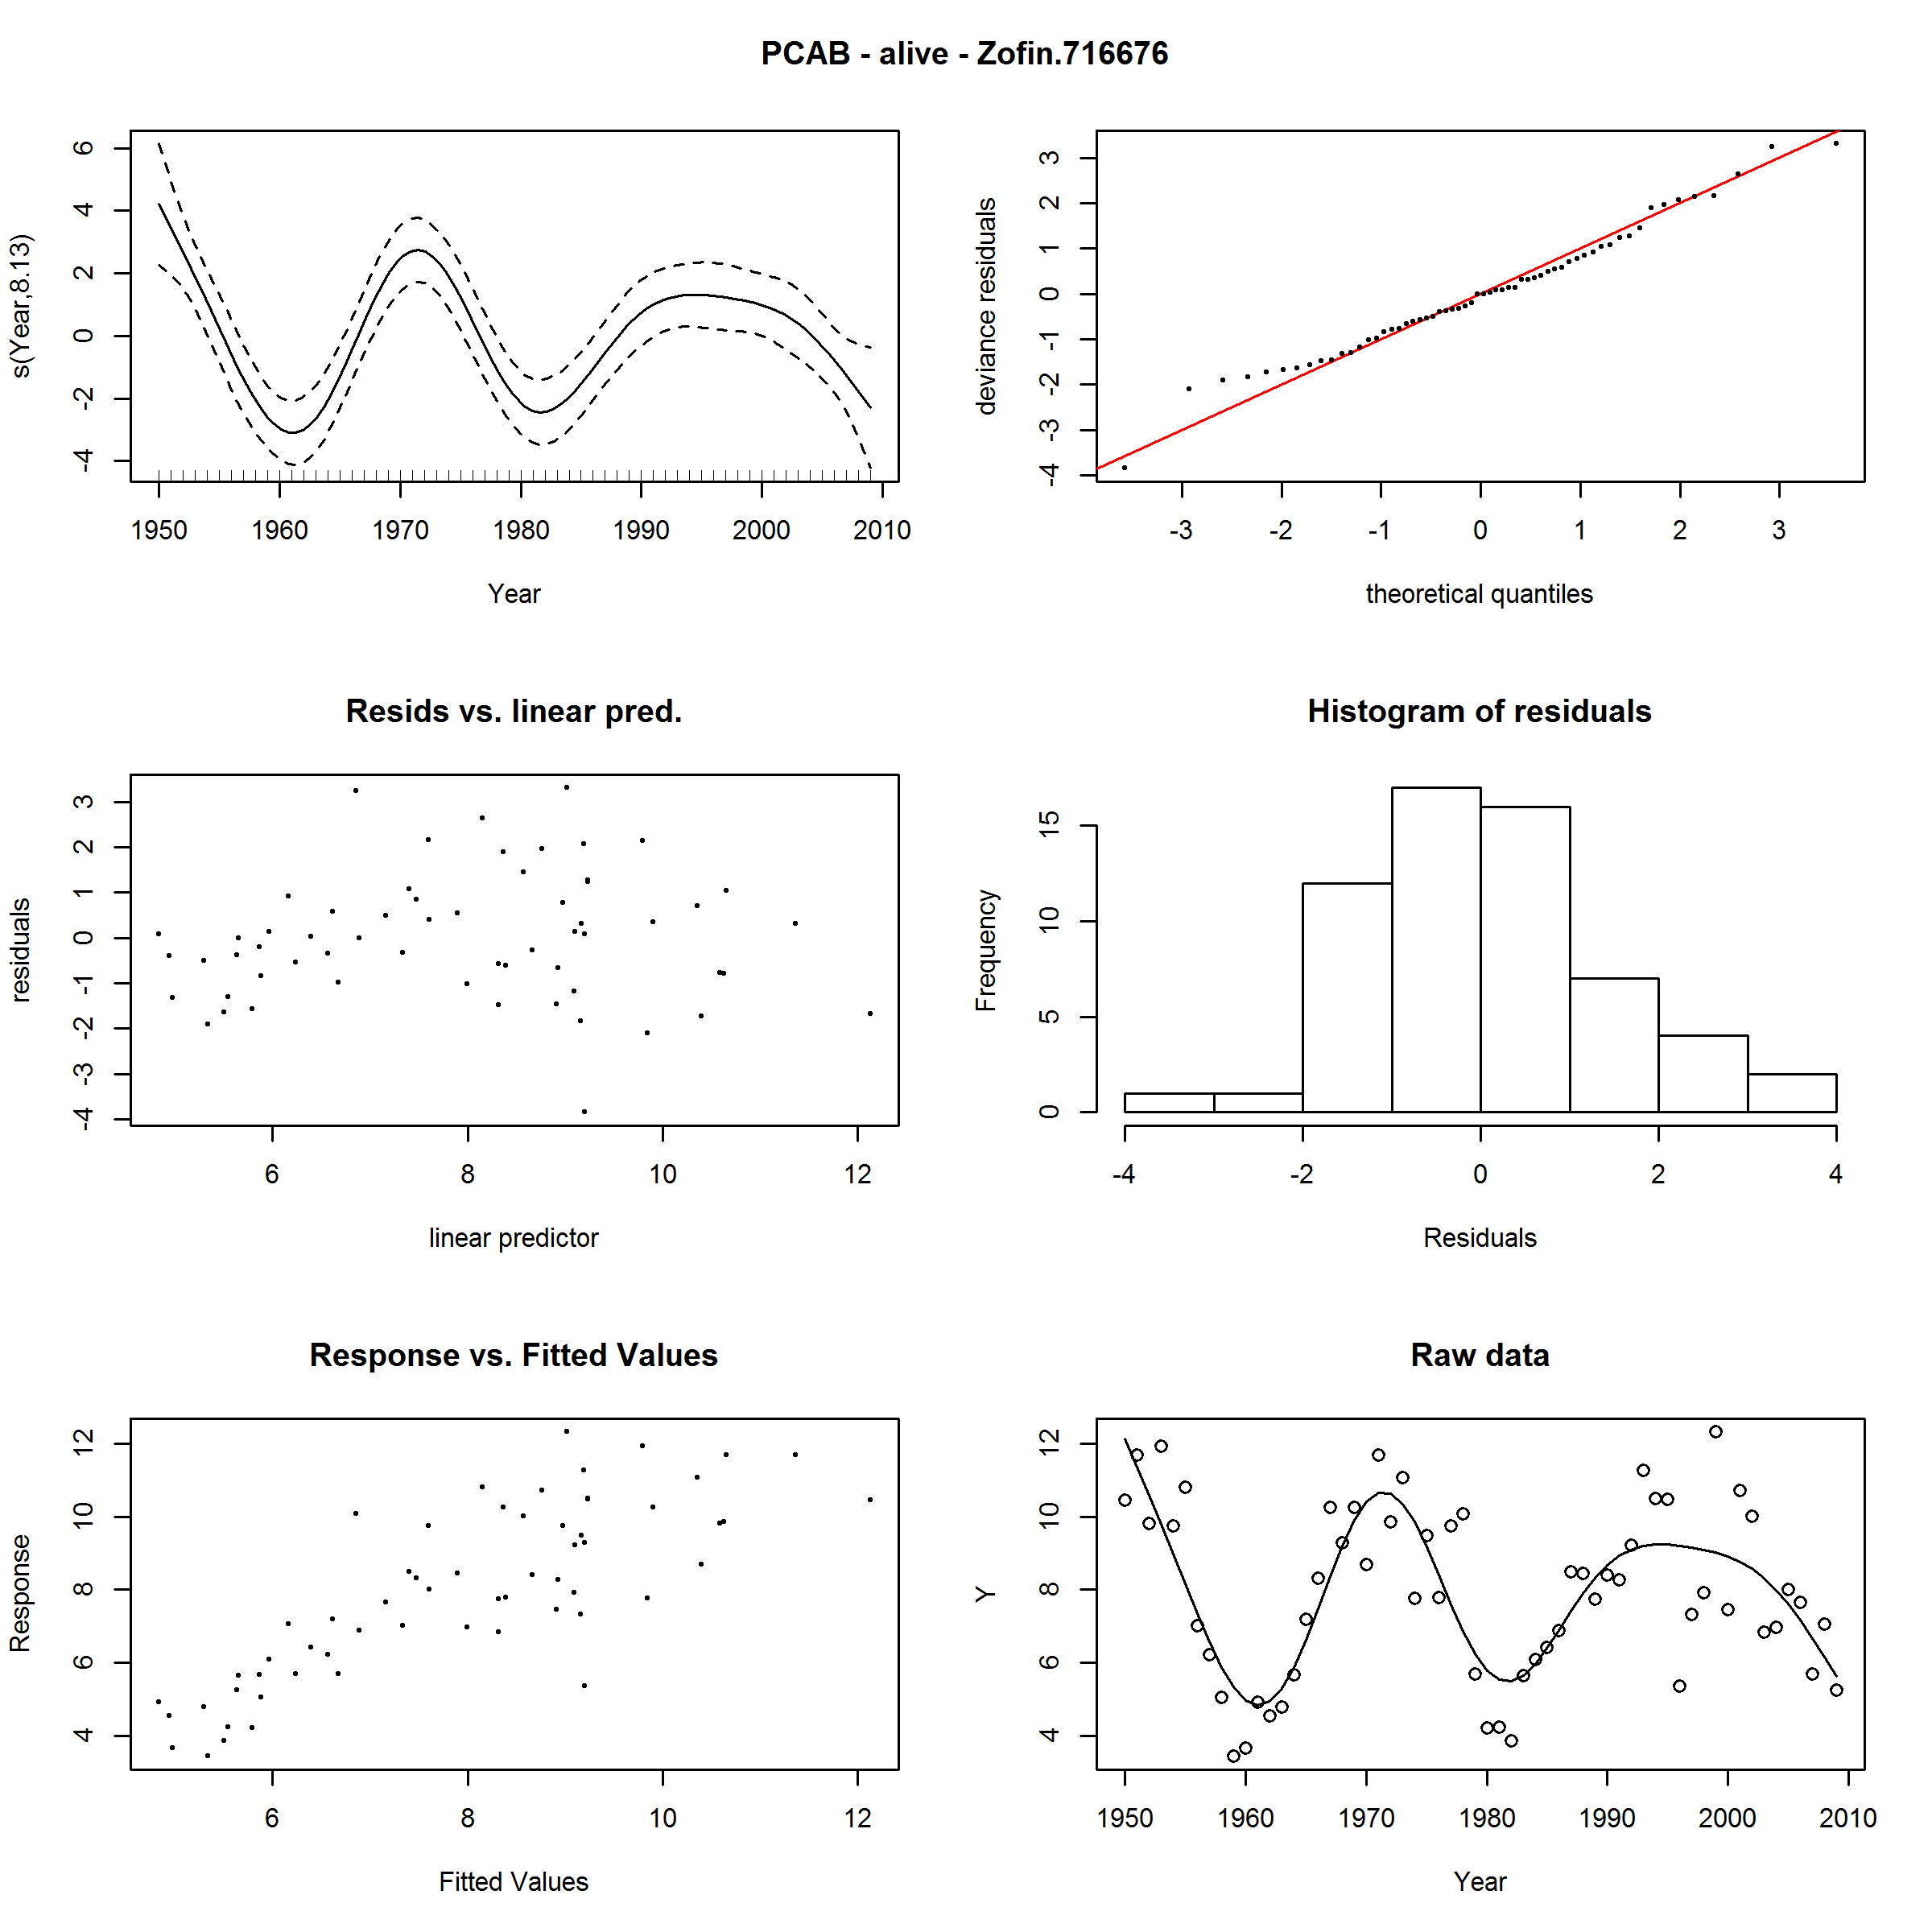 PCAB - alive - Zofin.716676
s(Year,8.13)
6
4
2
0
-2
-4
1950 1960 1970 1980 1990 2000 2010
Year
deviance residuals
3
2
1
0
-1
-2
-3
-4
-3 -2 -1 0 1 2 3
theoretical quantiles
Resids vs. linear pred.
residuals
3
2
1
0
-1
-2
-3
-4
6 8 10 12
linear predictor
Histogram of residuals
Frequency
15
10
5
0
-4 -2 0 2 4
Residuals
Response vs. Fitted Values
Response
12
10
8
6
4
6 8 10 12
Fitted Values
Raw data
Y
12
10
8
6
4
1950 1960 1970 1980 1990 2000 2010
Year